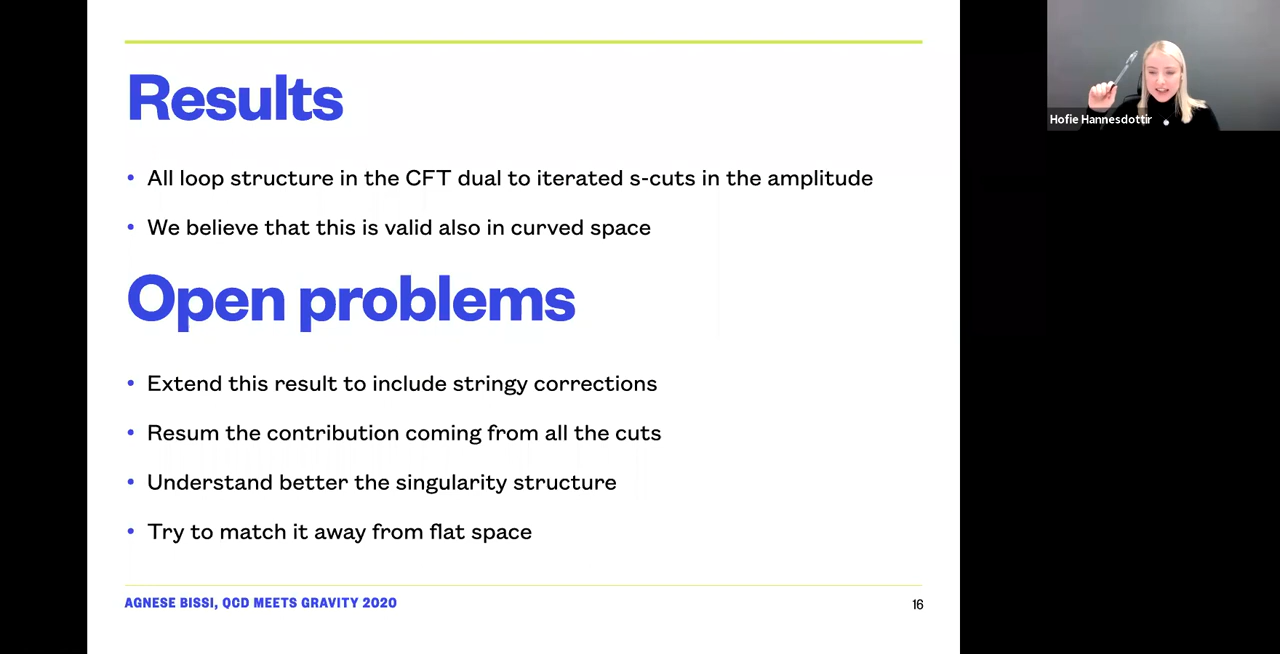 Results
• All loop structure in the CFT dual to iterated s-cuts in the amplitude
• We believe that this is valid also in curved space
Open problems
• Extend this result to include stringy corrections
• Resum the contribution coming from all the cuts
• Understand better the singularity structure
• Try to match it away from flat space
AGNESE BISSI, QCD MEETS GRAVITY 2020
16
Hofie Hannesdottir